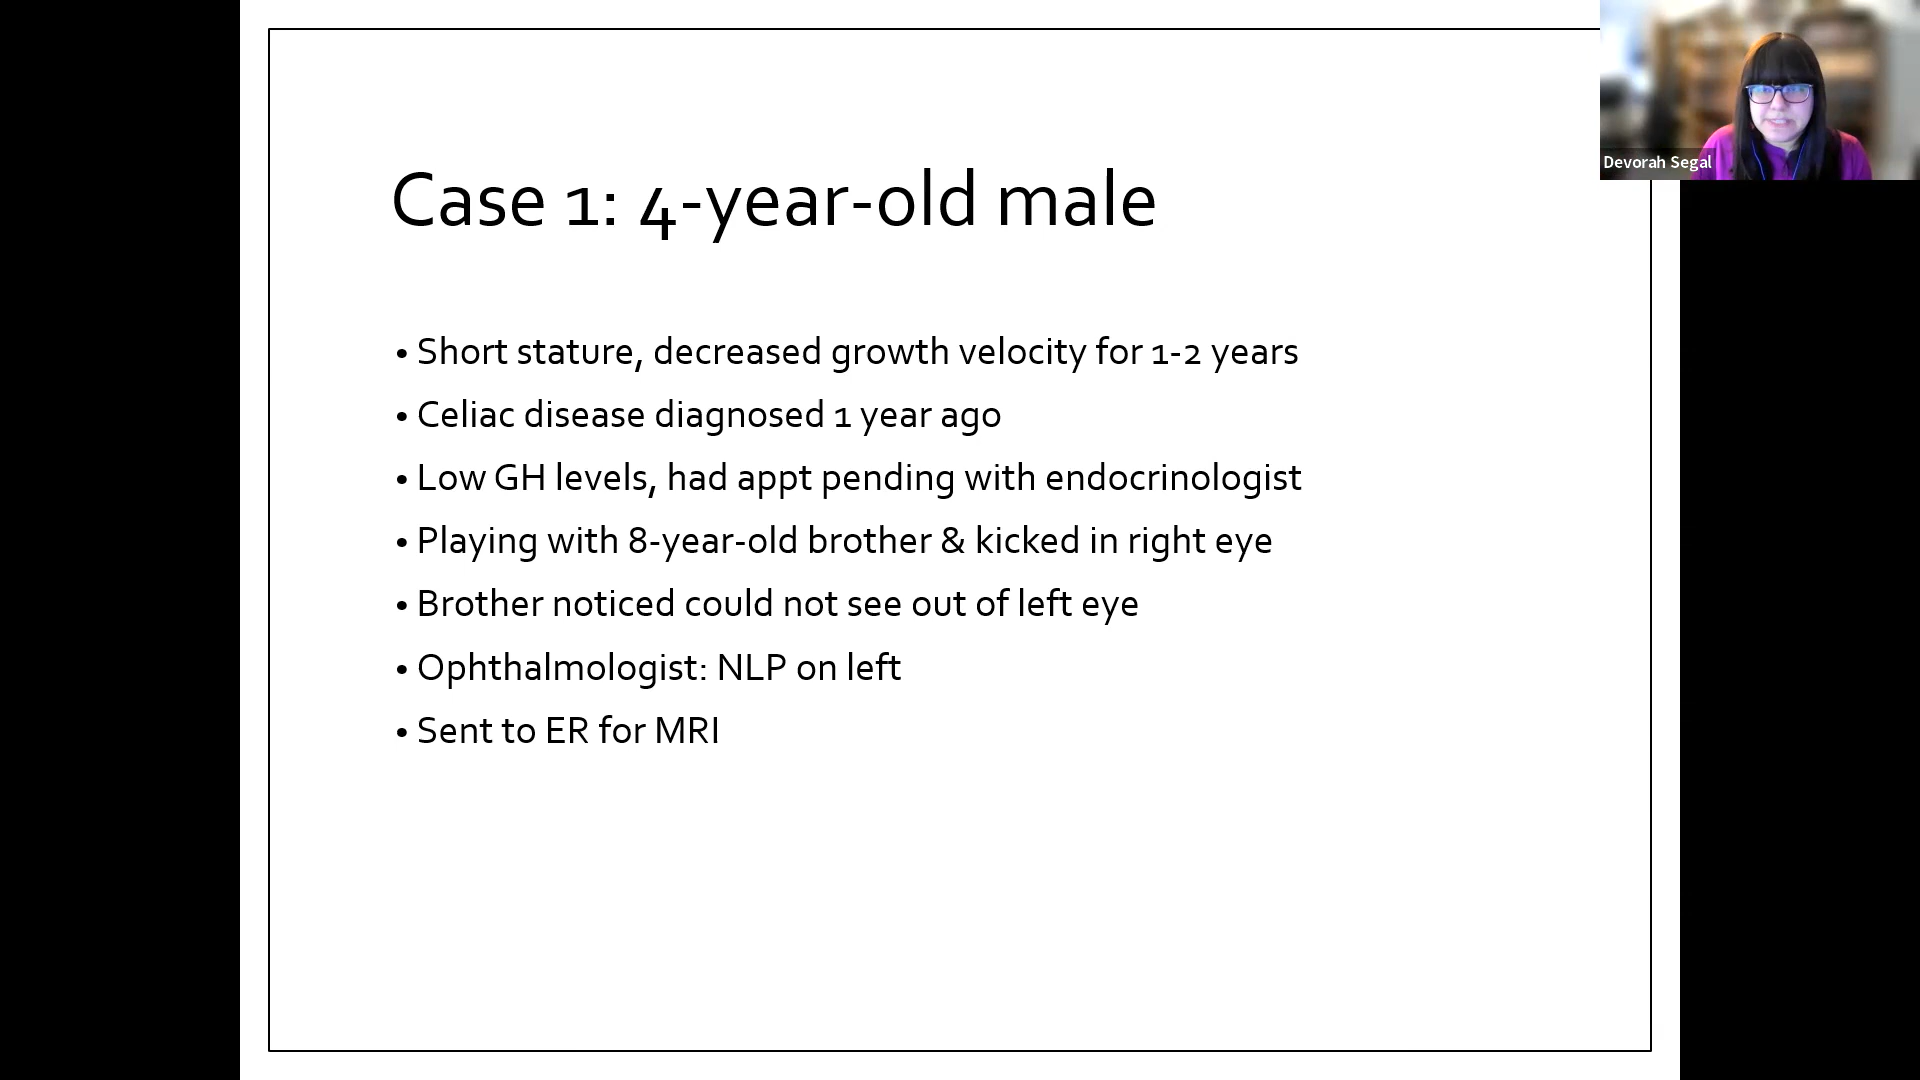 Case 1: 4-year-old male
• Short stature, decreased growth velocity for 1-2 years
• Celiac disease diagnosed 1 year ago
• Low GH levels, had appt pending with endocrinologist
• Playing with 8-year-old brother & kicked in right eye
• Brother noticed could not see out of left eye
• Ophthalmologist: NLP on left
• Sent to ER for MRI
Devorah Segal